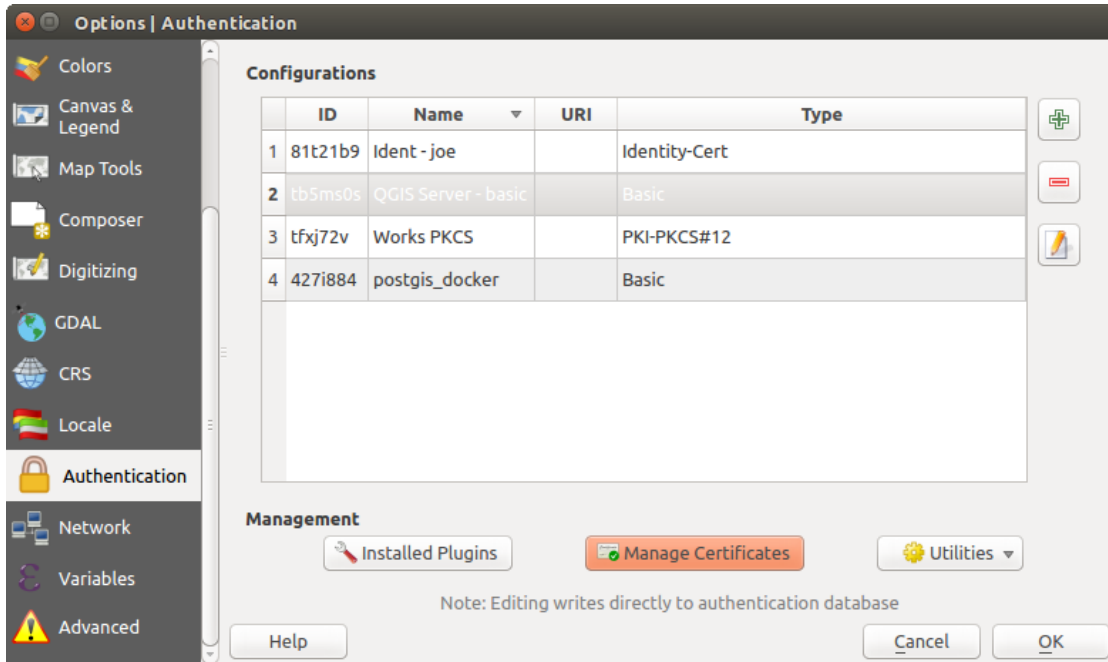 Options | Authentication
Colors
Canvas &
Legend
Map Tools
Composer
Digitizing
GDAL
CRS
Locale
Authentication
Network
Variables
Advanced
Configurations
ID Name URI Type
1 81t21b9 Ident - joe Identity-Cert
2 tb5ms0s QGIS Server - basic Basic
3 tfxj72v Works PKCS PKI-PKCS#12
4 427i884 postgis_docker Basic
Management
Installed Plugins Manage Certificates Utilities
Note: Editing writes directly to authentication database
Help Cancel OK